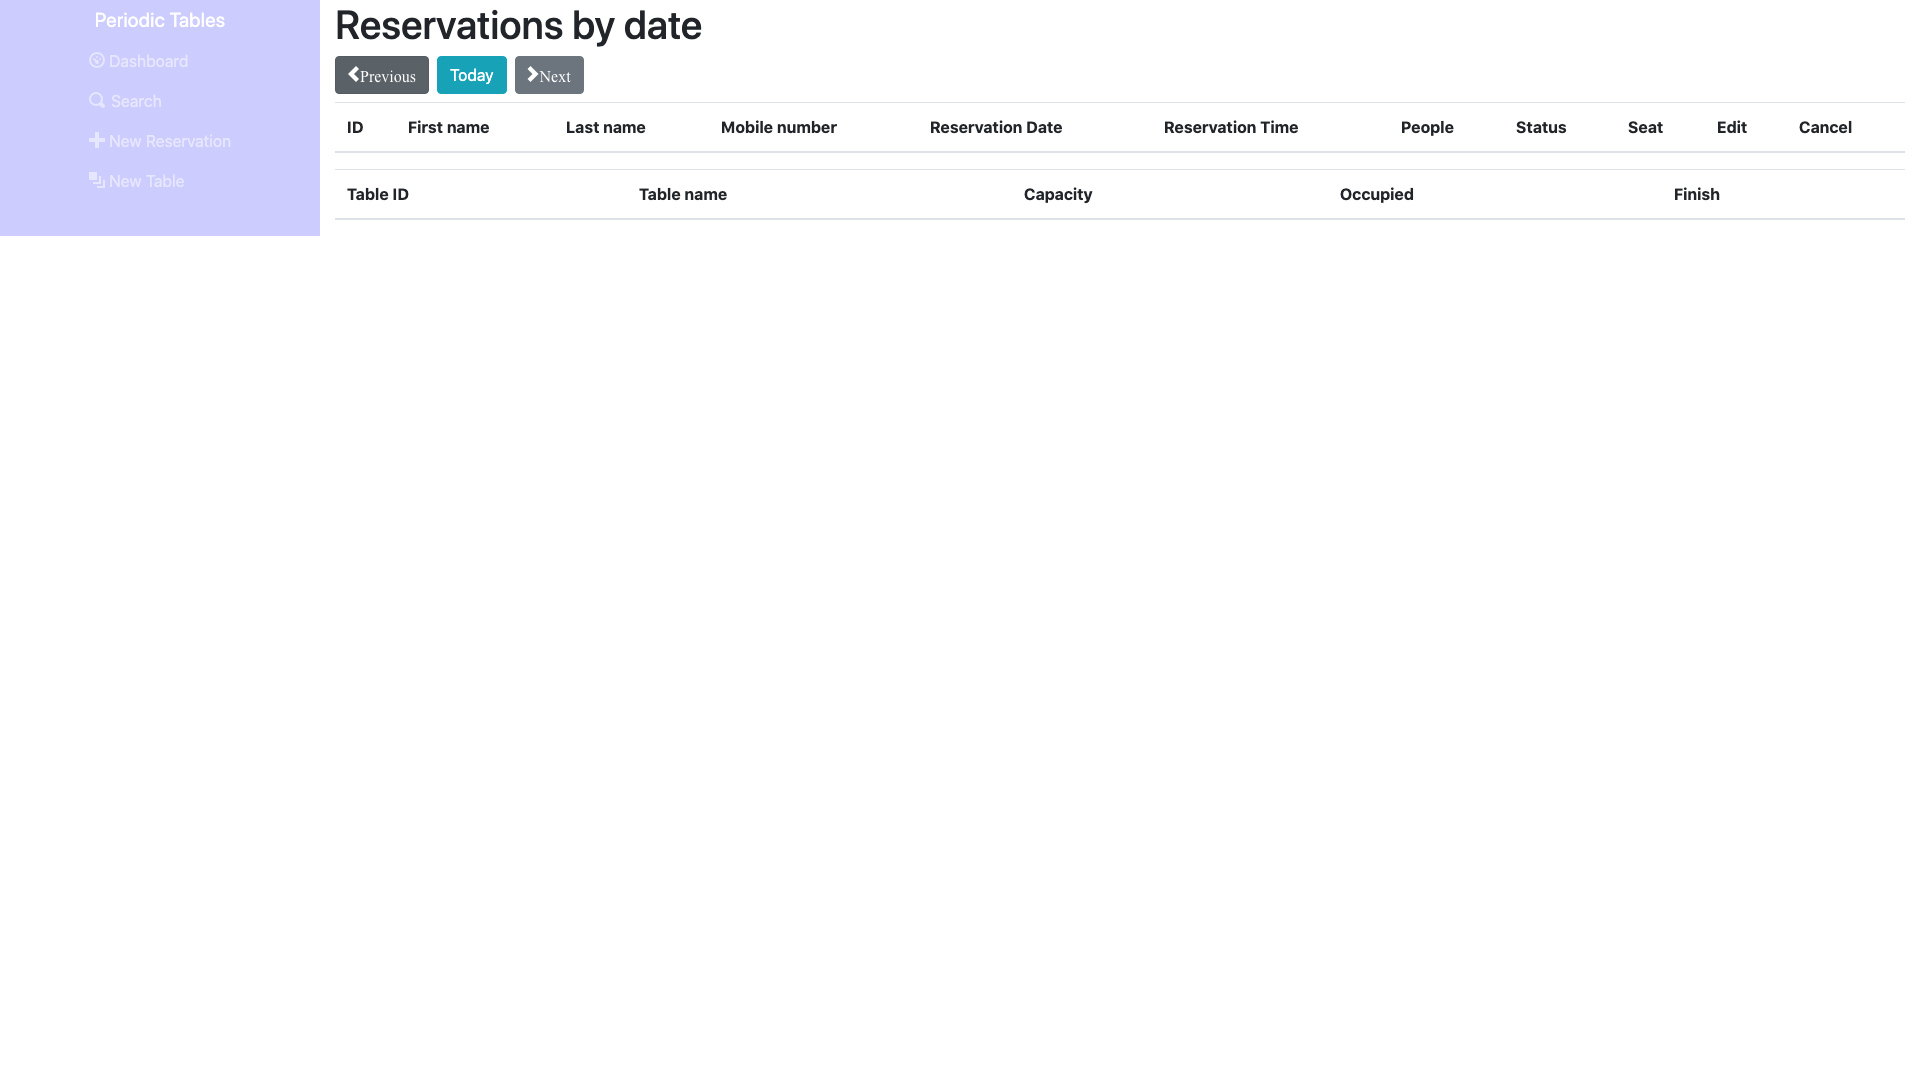 Periodic Tables
Dashboard
Search
New Reservation
New Table
Reservations by date
Previous Today Next
ID First name Last name Mobile number Reservation Date Reservation Time People Status Seat Edit Cancel
Table ID Table name Capacity Occupied Finish